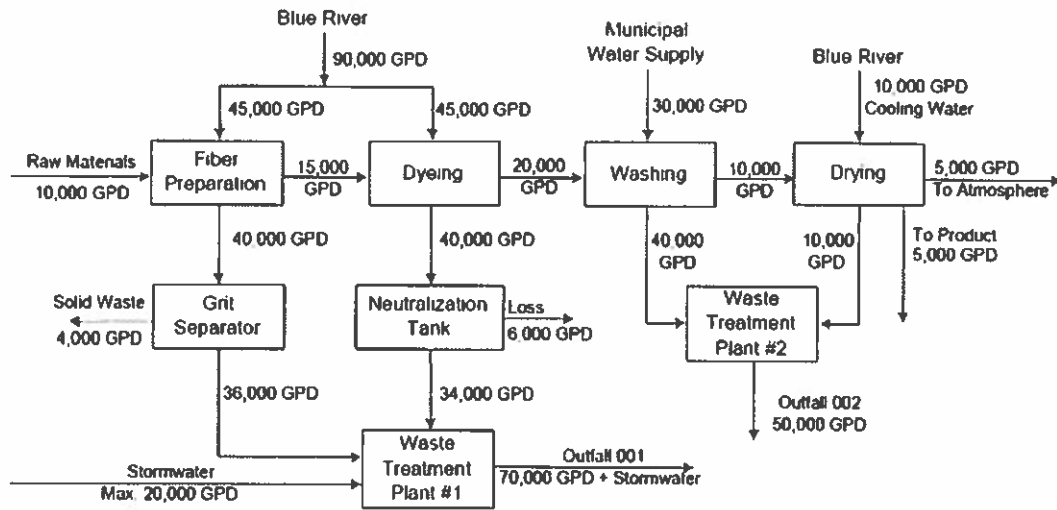 Blue River
90,000 GPD
45,000 GPD
45,000 GPD
Municipal
Water Supply
30,000 GPD
Blue River
10,000 GPD
Cooling Water
Raw Materials
10,000 GPD
Fiber
Preparation
15,000
GPD
Dyeing
20,000
GPD
Washing
10,000
GPD
Drying
5,000 GPD
To Atmosphere
40,000 GPD
40,000 GPD
40,000
GPD
10,000
GPD
To Product
5,000 GPD
Solid Waste
4,000 GPD
Grit
Separator
Neutralization
Tank
Loss
6,000 GPD
Waste
Treatment
Plant #2
36,000 GPD
34,000 GPD
Outfall 002
50,000 GPD
Stormwater
Max. 20,000 GPD
Waste
Treatment
Plant #1
Outfall 001
70,000 GPD + Stormwater